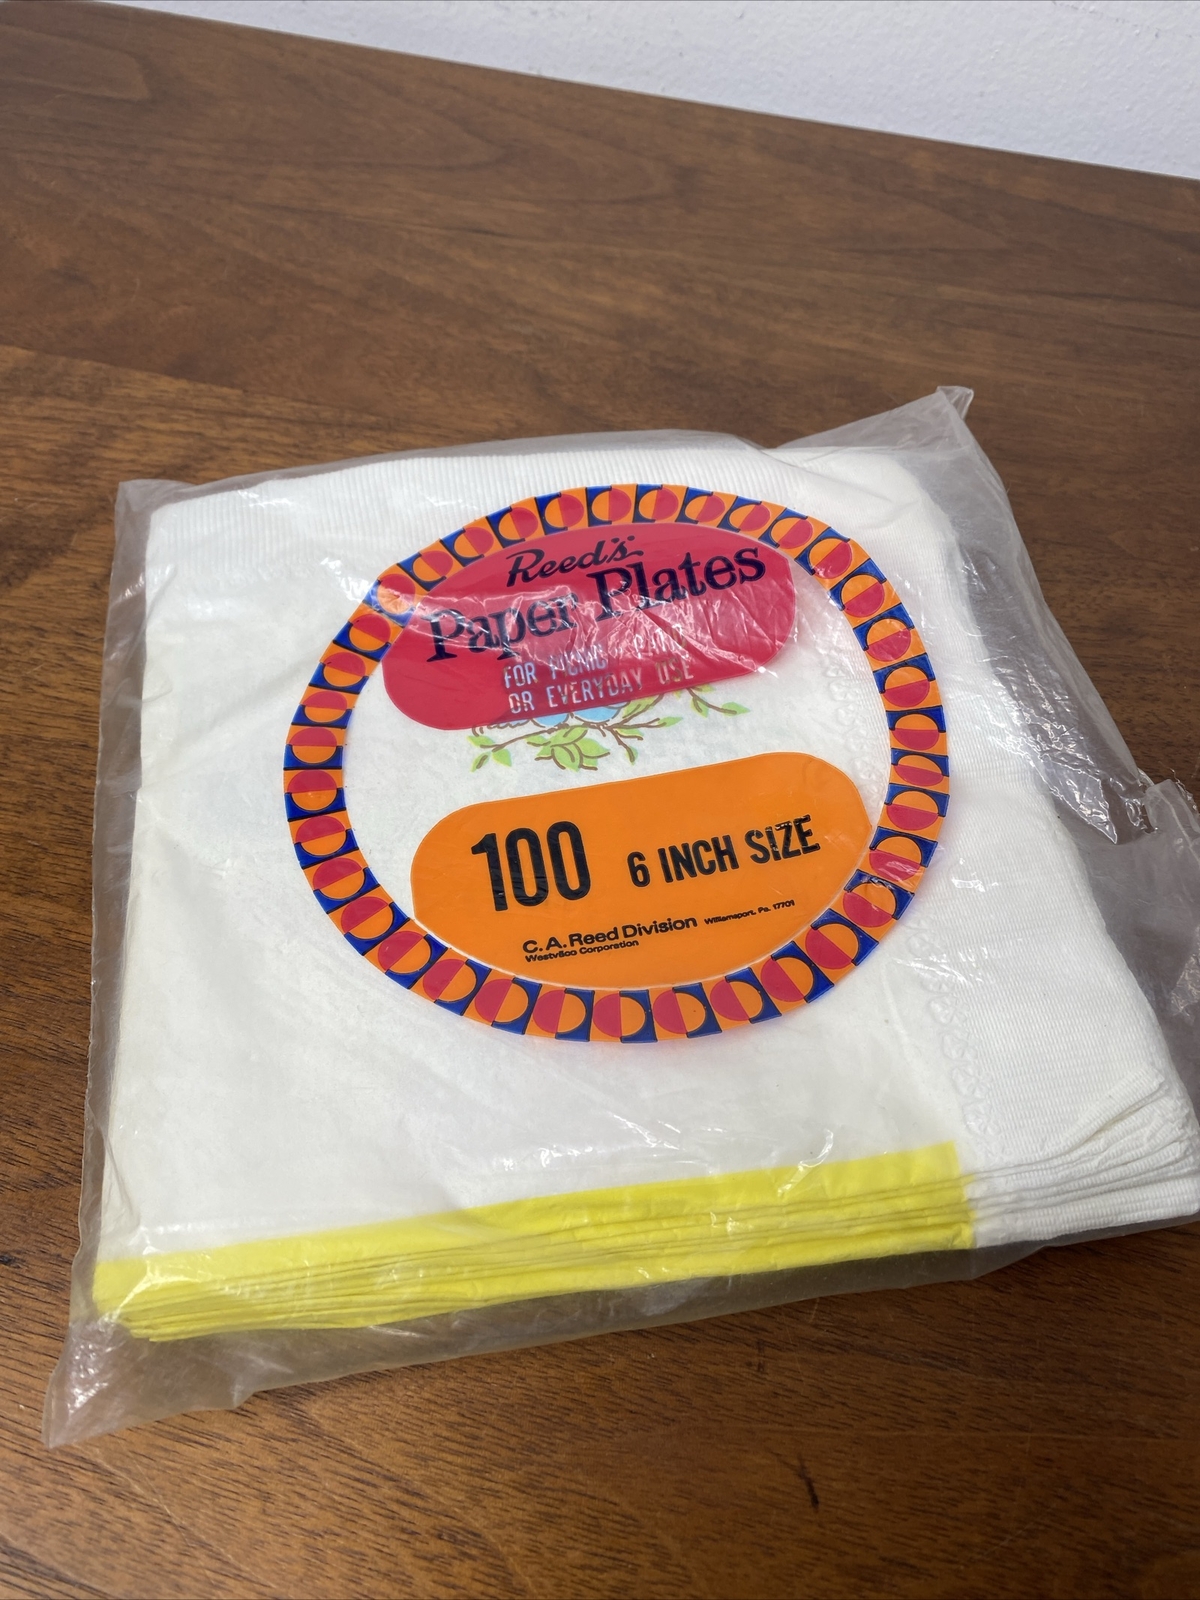 Reed's
Paper Plates
FOR PICNIC PATIO
OR EVERYDAY USE
100 6 INCH SIZE
C.A. Reed Division Williamsport, Pa. 17701
Westvaco Corporation